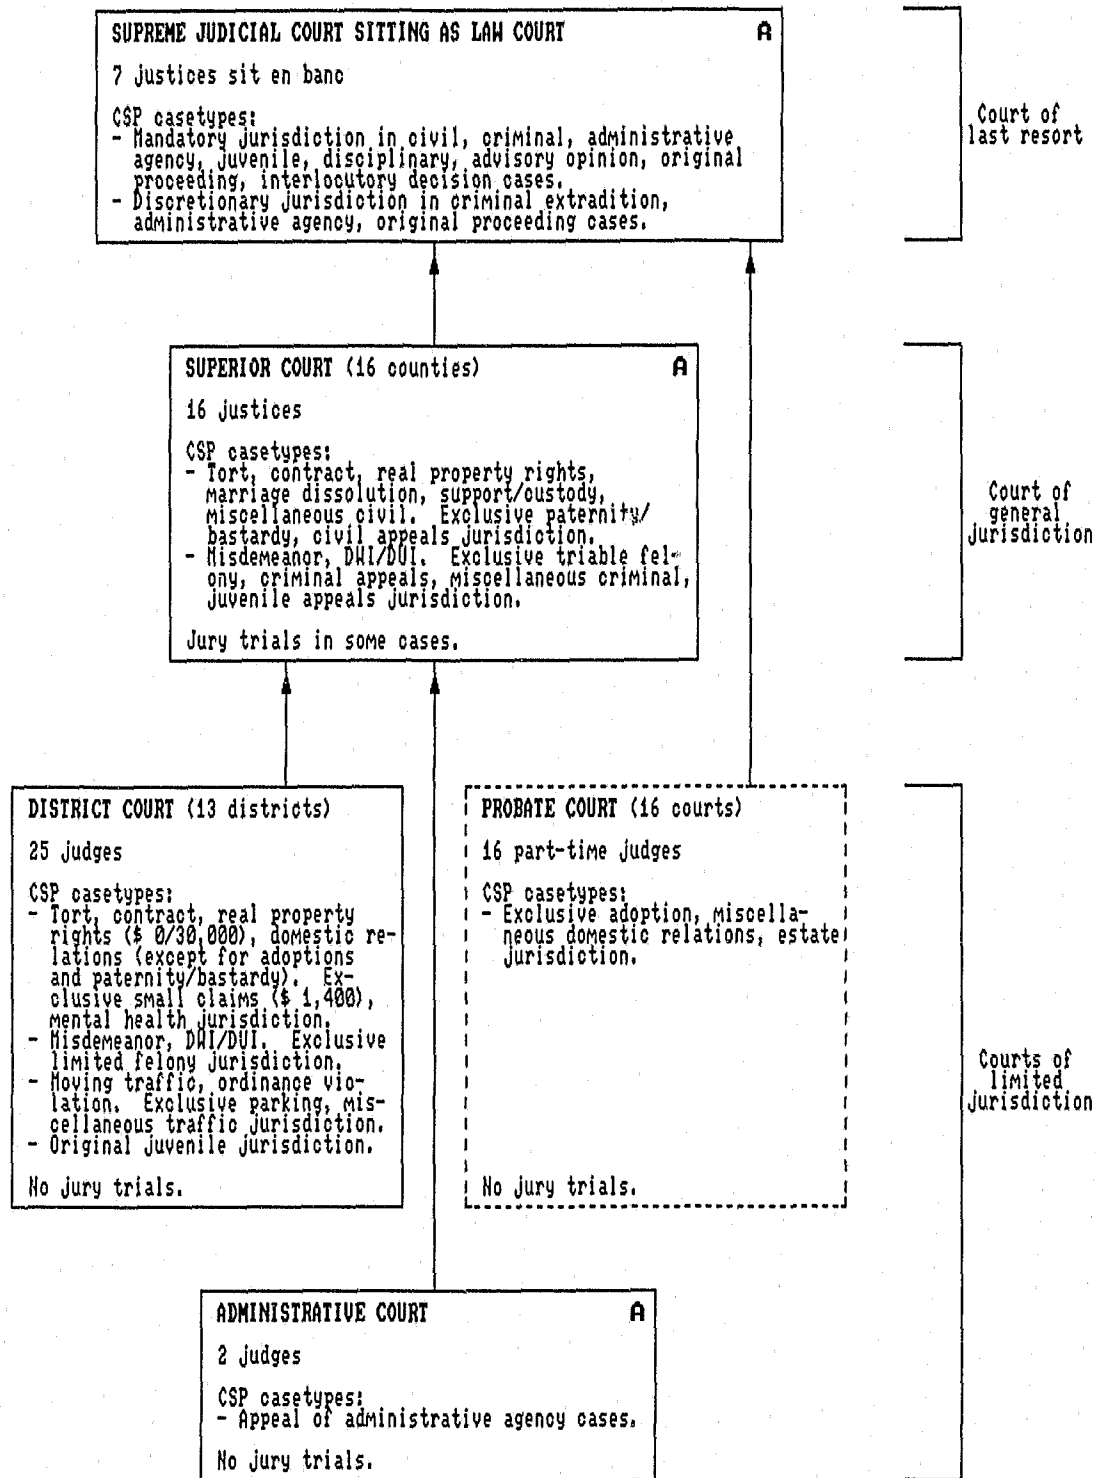 SUPREME JUDICIAL COURT SITTING AS LAW COURT A
7 justices sit en banc
CSP casetypes:
- Mandatory jurisdiction in civil, criminal, administrative
agency, juvenile, disciplinary, advisory opinion, original
proceeding, interlocutory decision cases.
- Discretionary jurisdiction in criminal extradition,
administrative agency, original proceeding cases.
Court of
last resort
SUPERIOR COURT (16 counties) A
16 justices
CSP casetypes:
- Tort, contract, real property rights,
marriage dissolution, support/custody,
miscellaneous civil. Exclusive paternity/
bastardy, civil appeals jurisdiction.
- Misdemeanor, DWI/DUI. Exclusive triable fel-
ony, criminal appeals, miscellaneous criminal,
juvenile appeals jurisdiction.
Jury trials in some cases.
Court of
general
jurisdiction
DISTRICT COURT (13 districts)
25 judges
CSP casetypes:
- Tort, contract, real property
rights ($ 0/30,000), domestic re-
lations (except for adoptions
and paternity/bastardy). Ex-
clusive small claims ($ 1,400),
mental health jurisdiction.
- Misdemeanor, DWI/DUI. Exclusive
limited felony jurisdiction.
- Moving traffic, ordinance vio-
lation. Exclusive parking, mis-
cellaneous traffic jurisdiction.
- Original juvenile jurisdiction.
No jury trials.
PROBATE COURT (16 courts)
16 part-time judges
CSP casetypes:
- Exclusive adoption, miscella-
neous domestic relations, estate
jurisdiction.
No jury trials.
Courts of
limited
jurisdiction
ADMINISTRATIVE COURT A
2 judges
CSP casetypes:
- Appeal of administrative agency cases.
No jury trials.